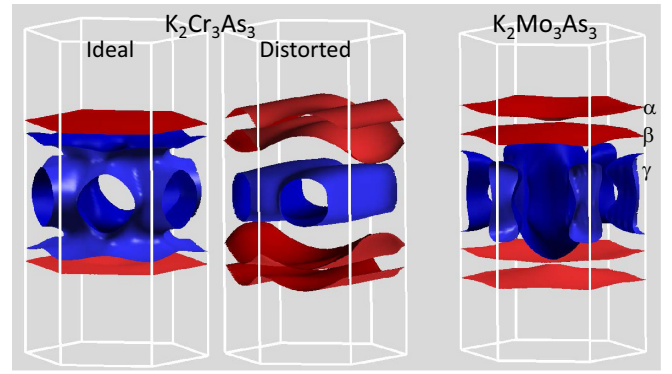 K₂Cr₃As₃
K₂Mo₃As₃
Ideal
Distorted
α
β
γ